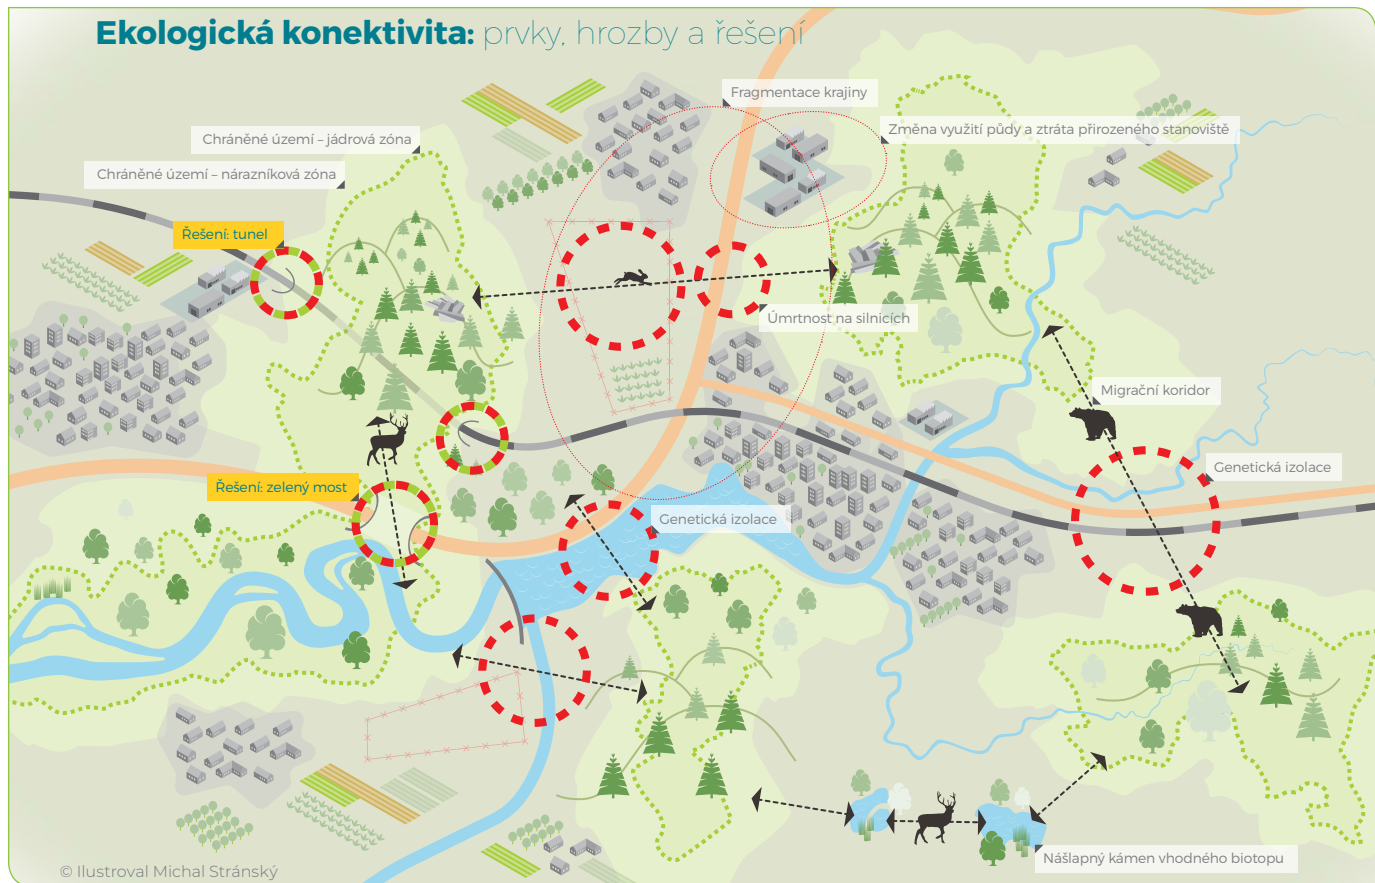 Ekologická konektivita: prvky, hrozby a řešení
Fragmentace krajiny
Změna využití půdy a ztráta přirozeného stanoviště
Chráněné území – jádrová zóna
Chráněné území – nárazníková zóna
Řešení: tunel
Úmrtnost na silnicích
Migrační koridor
Genetická izolace
Řešení: zelený most
Genetická izolace
Nášlapný kámen vhodného biotopu
© Ilustroval Michal Stránský